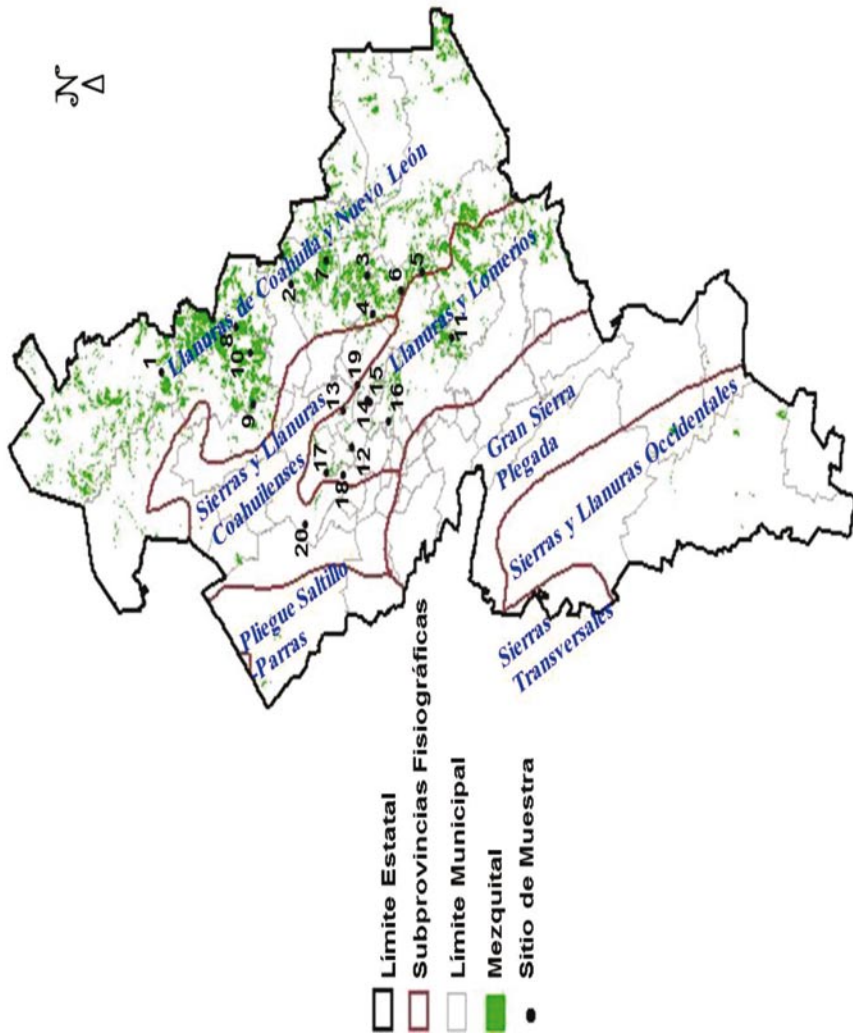 N
1
Llanuras de Coahuila y Nuevo León
8
10
9
2
7
3
4
6
5
Sierras y Llanuras
Coahuilenses
13
19
14
15
16
17
12
18
20
Llanuras y Lomerios
11
Pliegue Saltillo
-Parras
Gran Sierra
Plegada
Sierras y Llanuras Occidentales
Sierras
Transversales
Límite Estatal
Subprovincias Fisiográficas
Límite Municipal
Mezquital
Sitio de Muestra